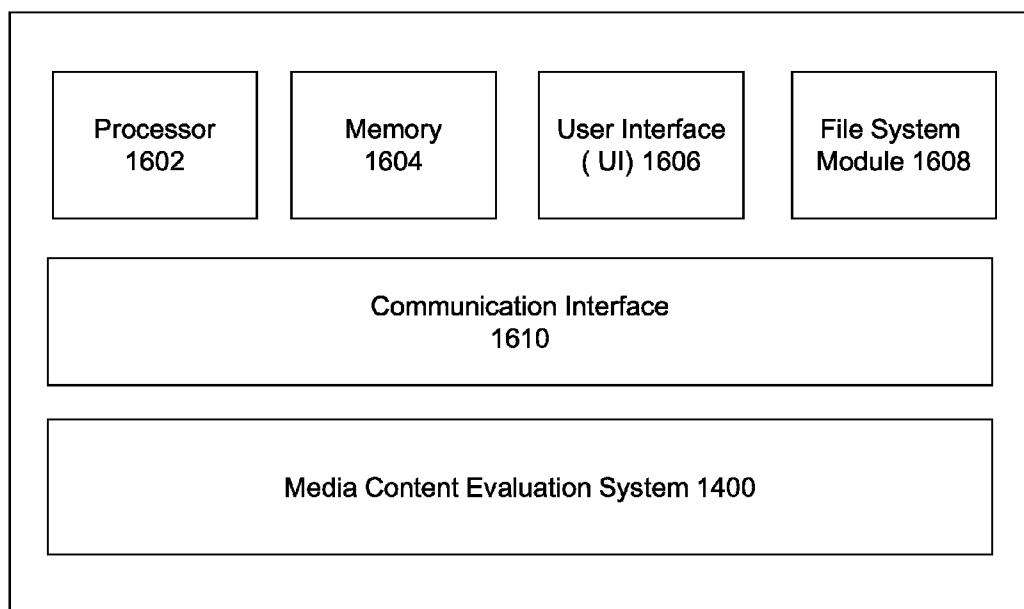 Processor
1602
Memory
1604
User Interface
( UI) 1606
File System
Module 1608
Communication Interface
1610
Media Content Evaluation System 1400